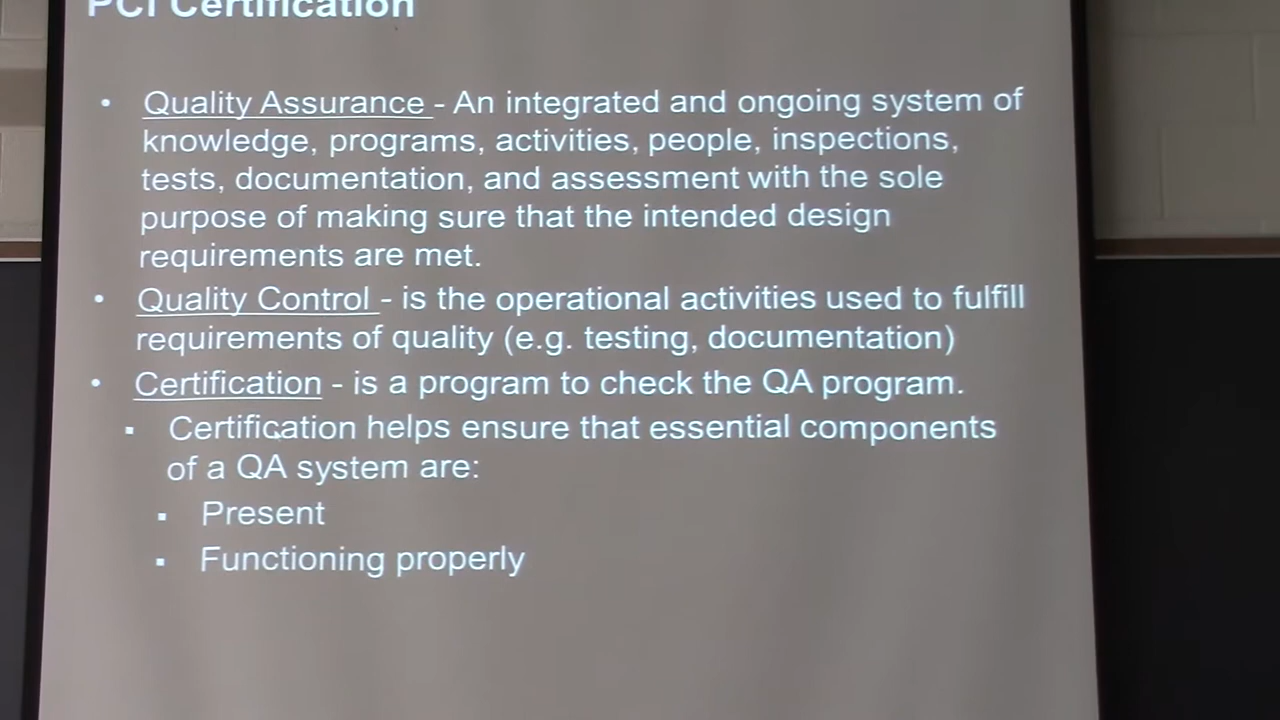 PCI Certification
• Quality Assurance - An integrated and ongoing system of
knowledge, programs, activities, people, inspections,
tests, documentation, and assessment with the sole
purpose of making sure that the intended design
requirements are met.
• Quality Control - is the operational activities used to fulfill
requirements of quality (e.g. testing, documentation)
• Certification - is a program to check the QA program.
▪ Certification helps ensure that essential components
of a QA system are:
▪ Present
▪ Functioning properly